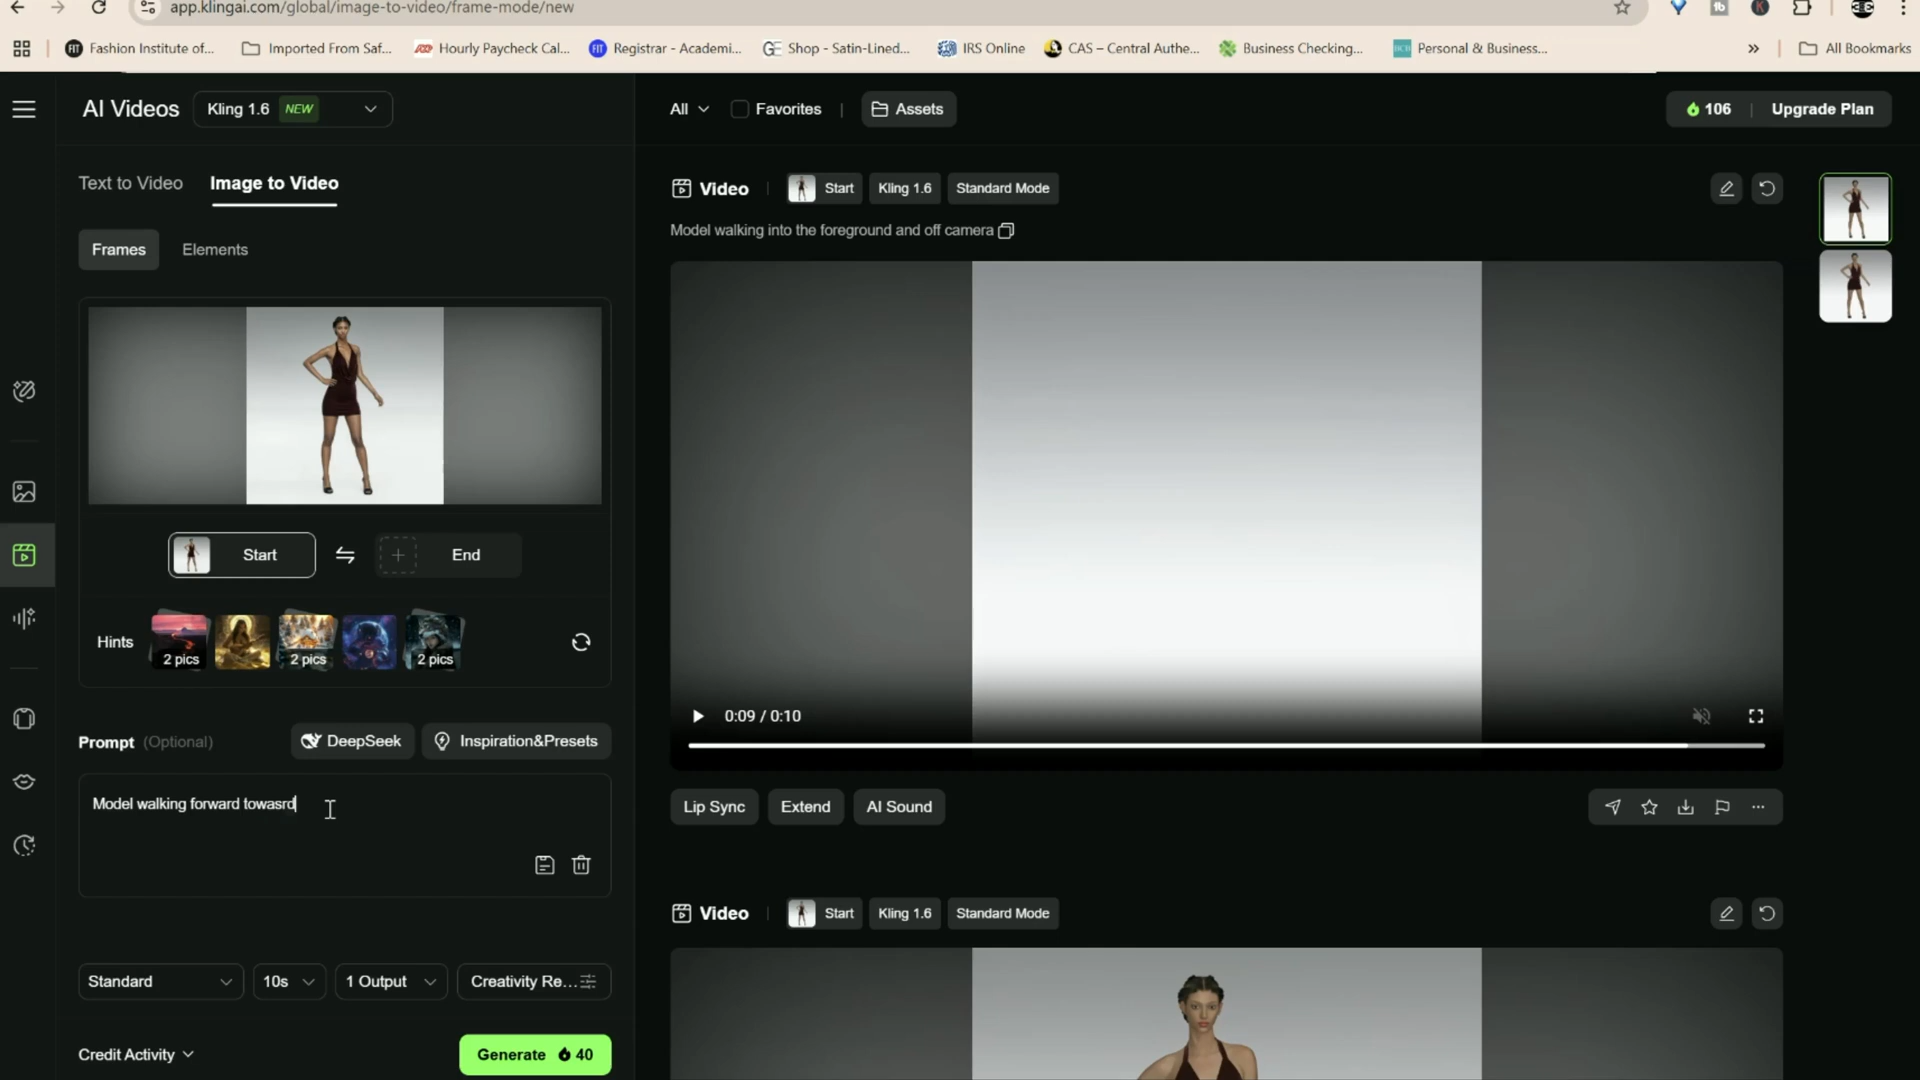 app.klingai.com/global/image-to-video/frame-mode/new
Fashion Institute of...
Imported From Saf...
Hourly Paycheck Cal...
Registrar - Academi...
Shop - Satin-Lined...
IRS Online
CAS – Central Authe...
Business Checking...
Personal & Business...
All Bookmarks
AI Videos
Kling 1.6 NEW
All
Favorites
Assets
106
Upgrade Plan
Text to Video
Image to Video
Video
Start
Kling 1.6
Standard Mode
Model walking into the foreground and off camera
Frames
Elements
Start
End
Hints
2 pics
2 pics
2 pics
0:09 / 0:10
Prompt (Optional)
DeepSeek
Inspiration&Presets
Model walking forward towasrd
Lip Sync
Extend
AI Sound
Video
Start
Kling 1.6
Standard Mode
Standard
10s
1 Output
Creativity Re...
Credit Activity
Generate 40